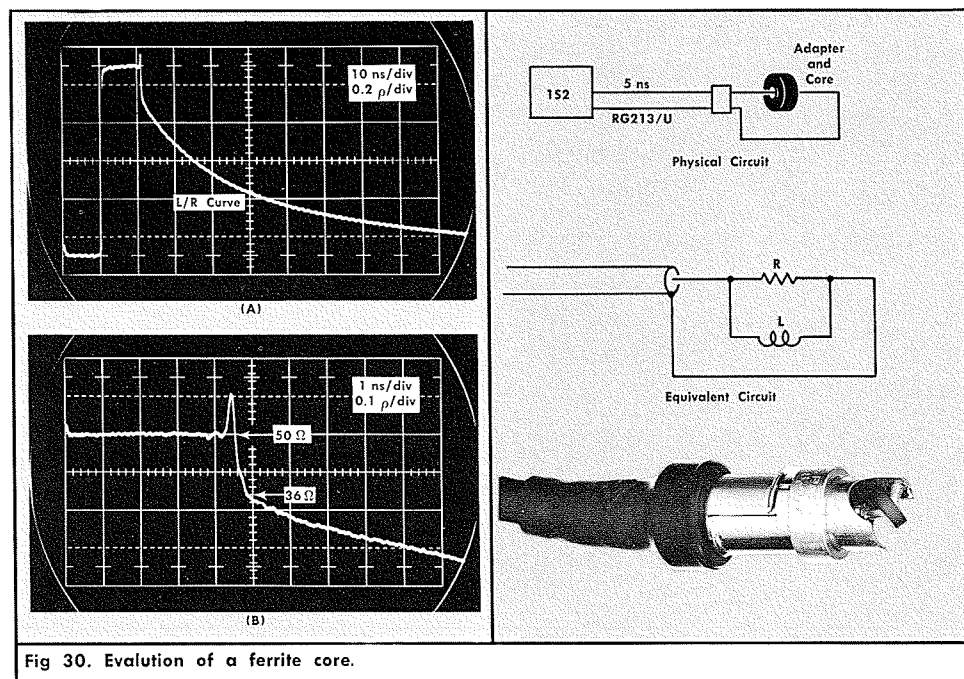 10 ns/div
0.2 ρ/div
L/R Curve
(A)
1 ns/div
0.1 ρ/div
50 Ω
36 Ω
(B)
Adapter
and
Core
1S2
5 ns
RG213/U
Physical Circuit
R
L
Equivalent Circuit
Fig 30. Evalution of a ferrite core.